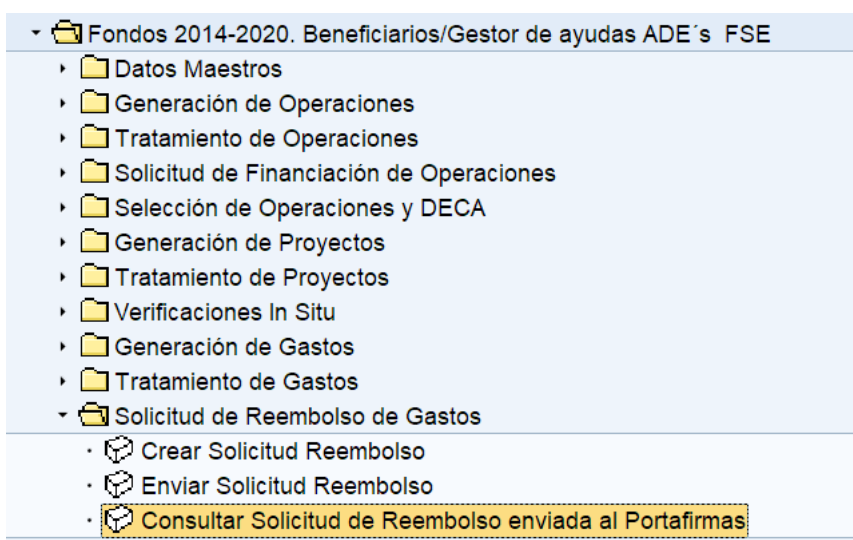 Fondos 2014-2020. Beneficiarios/Gestor de ayudas ADE´s  FSE
Datos Maestros
Generación de Operaciones
Tratamiento de Operaciones
Solicitud de Financiación de Operaciones
Selección de Operaciones y DECA
Generación de Proyectos
Tratamiento de Proyectos
Verificaciones In Situ
Generación de Gastos
Tratamiento de Gastos
Solicitud de Reembolso de Gastos
Crear Solicitud Reembolso
Enviar Solicitud Reembolso
Consultar Solicitud de Reembolso enviada al Portafirmas